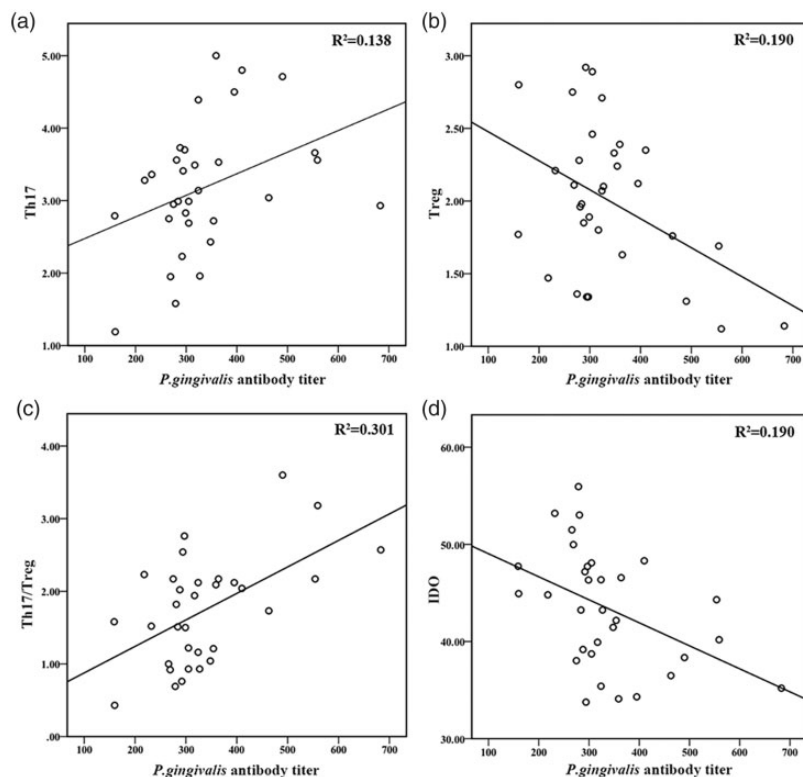 (a)
R²=0.138
5.00
4.00
3.00
2.00
1.00
Th17
100 200 300 400 500 600 700
P.gingivalis antibody titer
(b)
R²=0.190
3.00
2.50
2.00
1.50
1.00
Treg
100 200 300 400 500 600 700
P.gingivalis antibody titer
(c)
R²=0.301
4.00
3.00
2.00
1.00
.00
Th17/Treg
100 200 300 400 500 600 700
P.gingivalis antibody titer
(d)
R²=0.190
60.00
50.00
40.00
30.00
IDO
100 200 300 400 500 600 700
P.gingivalis antibody titer